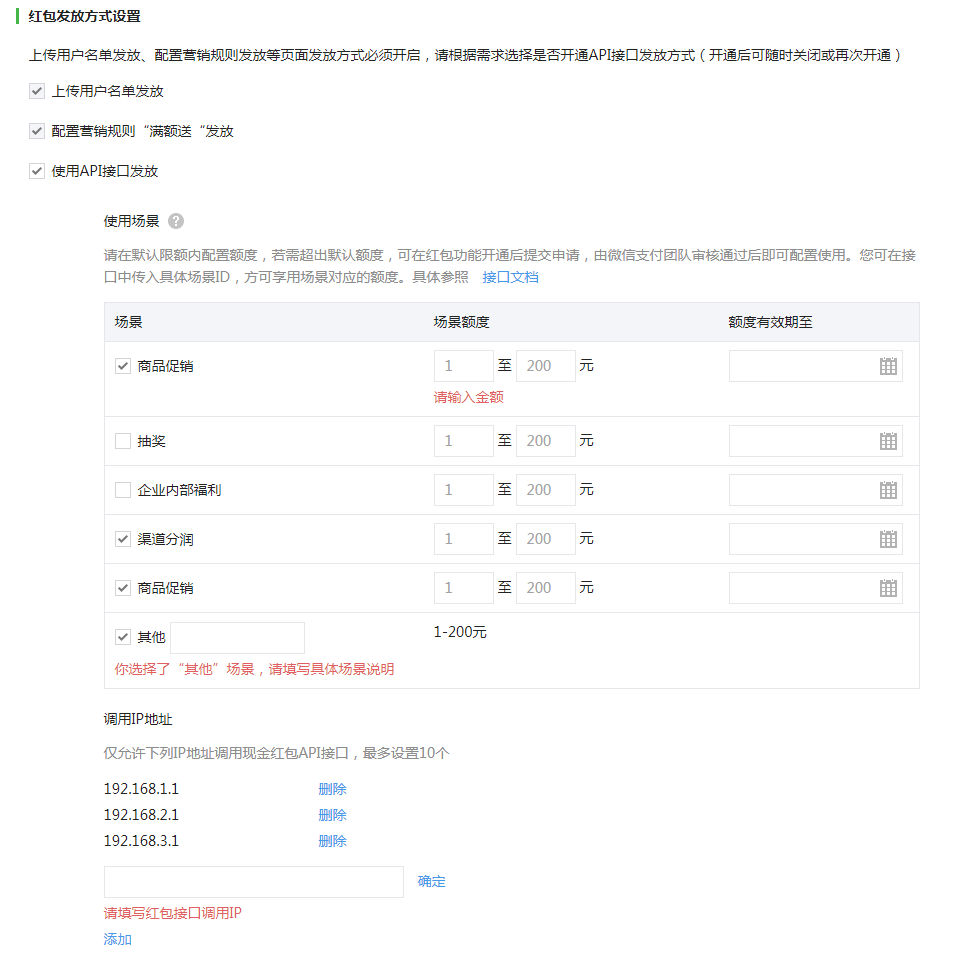 红包发放方式设置
上传用户名单发放、配置营销规则发放等页面发放方式必须开启，请根据需求选择是否开通API接口发放方式（开通后可随时关闭或再次开通）
上传用户名单发放
配置营销规则“满额送“发放
使用API接口发放
使用场景 ?
请在默认限额内配置额度，若需超出默认额度，可在红包功能开通后提交申请，由微信支付团队审核通过后即可配置使用。您可在接
口中传入具体场景ID，方可享用场景对应的额度。具体参照 接口文档
场景 场景额度 额度有效期至
商品促销 1 至 200 元
请输入金额
抽奖 1 至 200 元
企业内部福利 1 至 200 元
渠道分润 1 至 200 元
商品促销 1 至 200 元
其他 1-200元
你选择了“其他”场景，请填写具体场景说明
调用IP地址
仅允许下列IP地址调用现金红包API接口，最多设置10个
192.168.1.1 删除
192.168.2.1 删除
192.168.3.1 删除
确定
请填写红包接口调用IP
添加